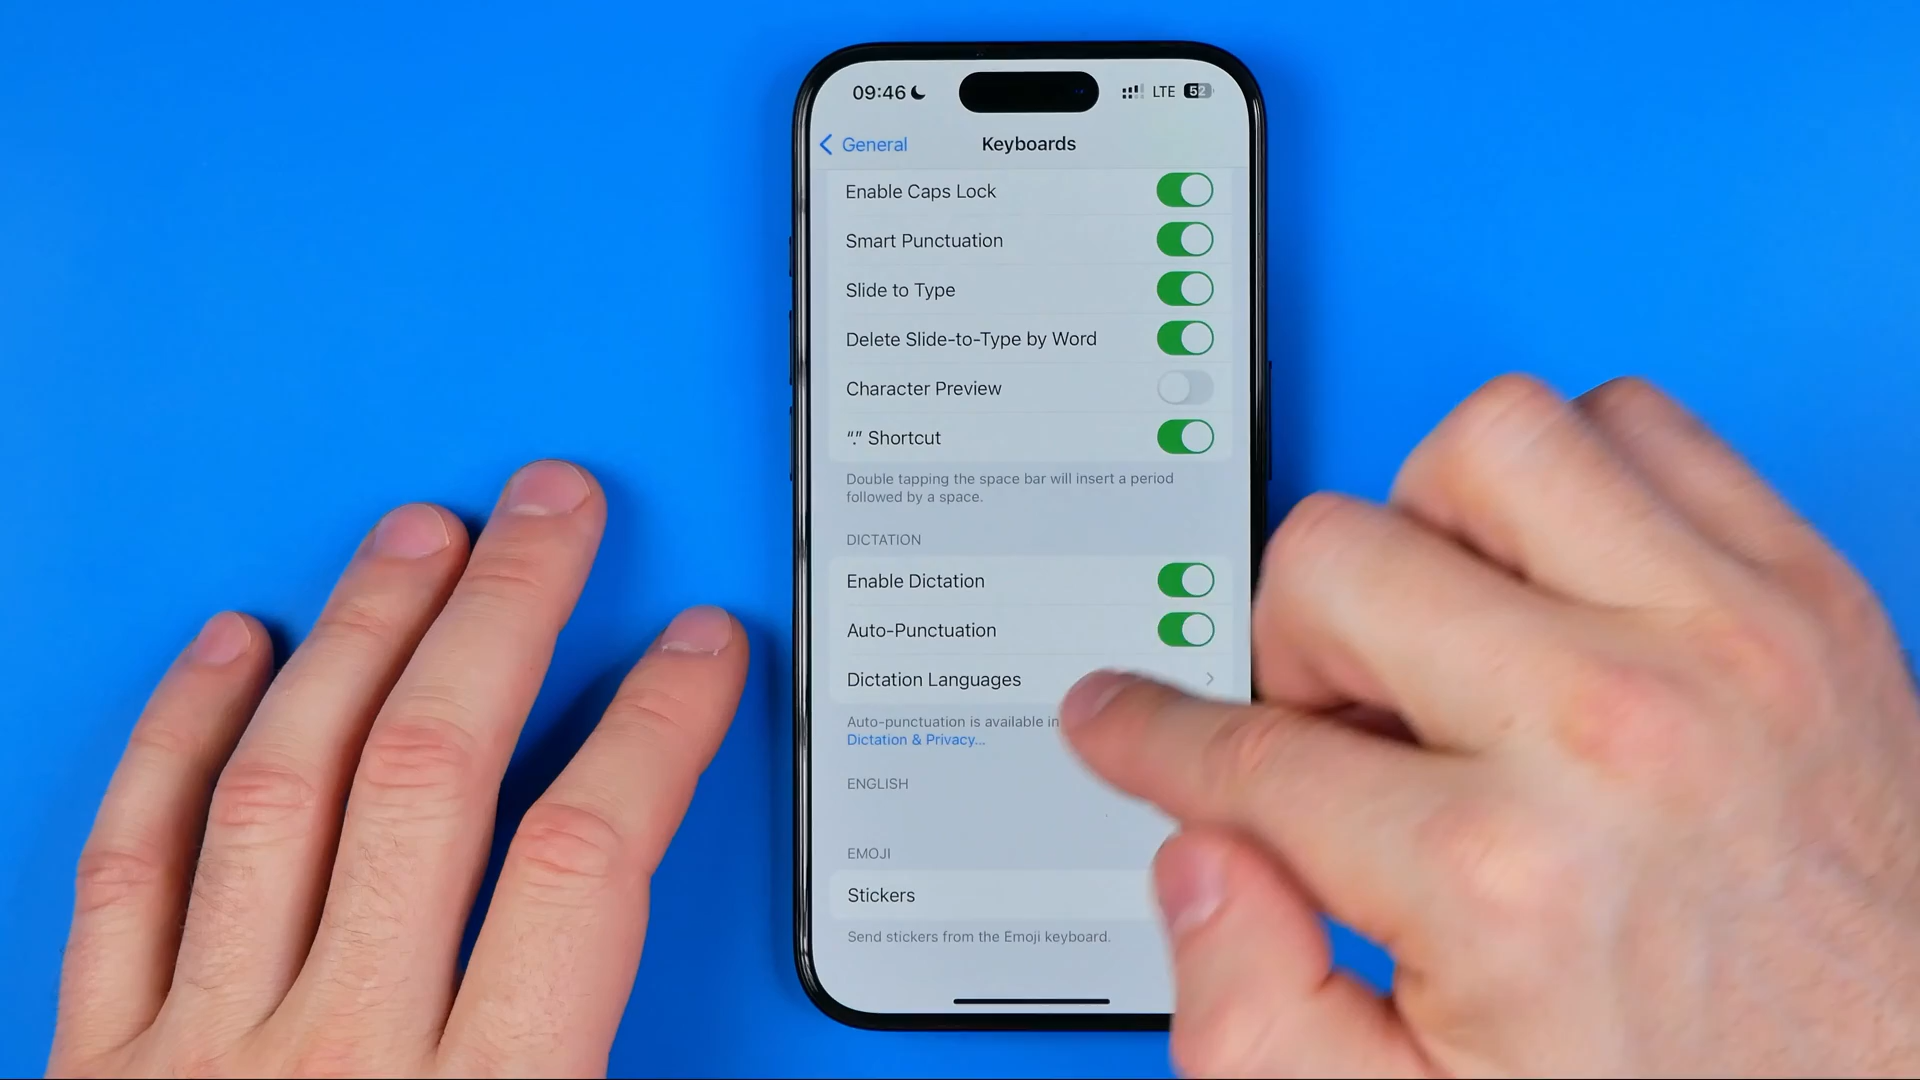 09:46 LTE 52
General Keyboards
Enable Caps Lock
Smart Punctuation
Slide to Type
Delete Slide-to-Type by Word
Character Preview
“.” Shortcut
Double tapping the space bar will insert a period
followed by a space.
DICTATION
Enable Dictation
Auto-Punctuation
Dictation Languages
Auto-punctuation is available in
Dictation & Privacy...
ENGLISH
EMOJI
Stickers
Send stickers from the Emoji keyboard.